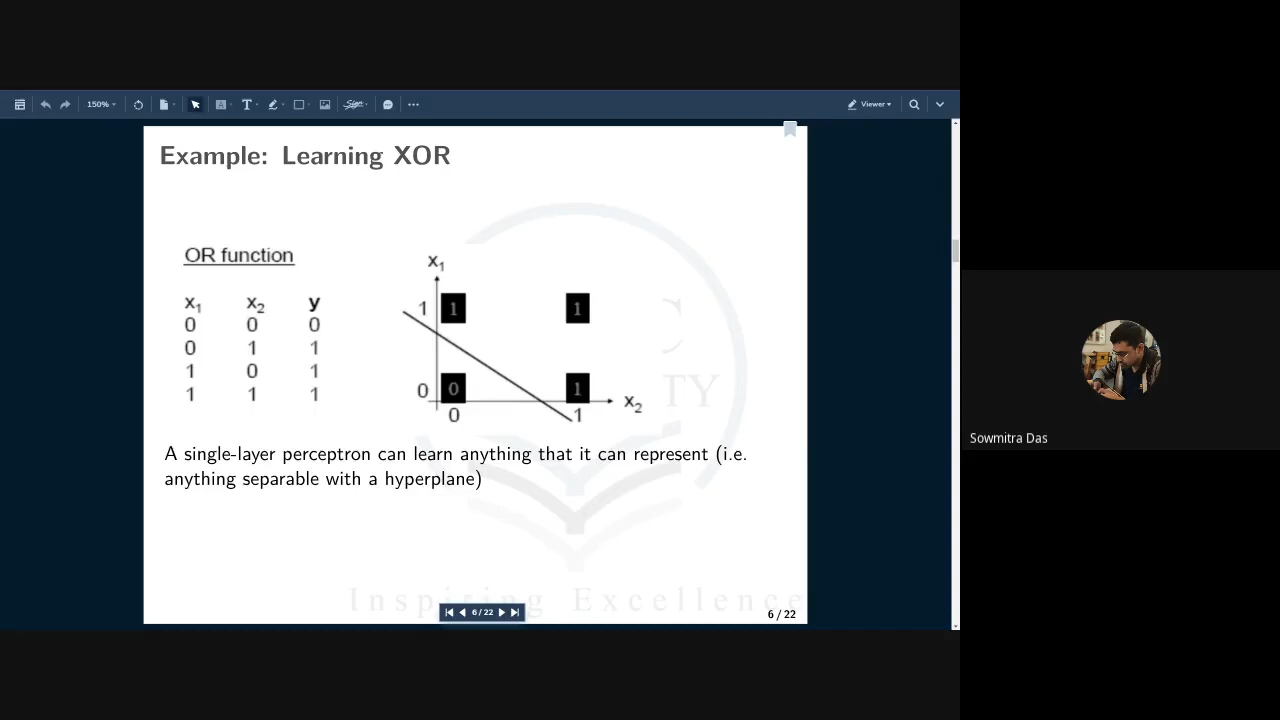 150%
T
Sign
Viewer
Example: Learning XOR
OR function
x1 x2 y
0 0 0
0 1 1
1 0 1
1 1 1
x1
1 1 1
0 0 1
x2
0 1
TY
A single-layer perceptron can learn anything that it can represent (i.e.
anything separable with a hyperplane)
Inspiring Excellence
6 / 22
6 / 22
Sowmitra Das